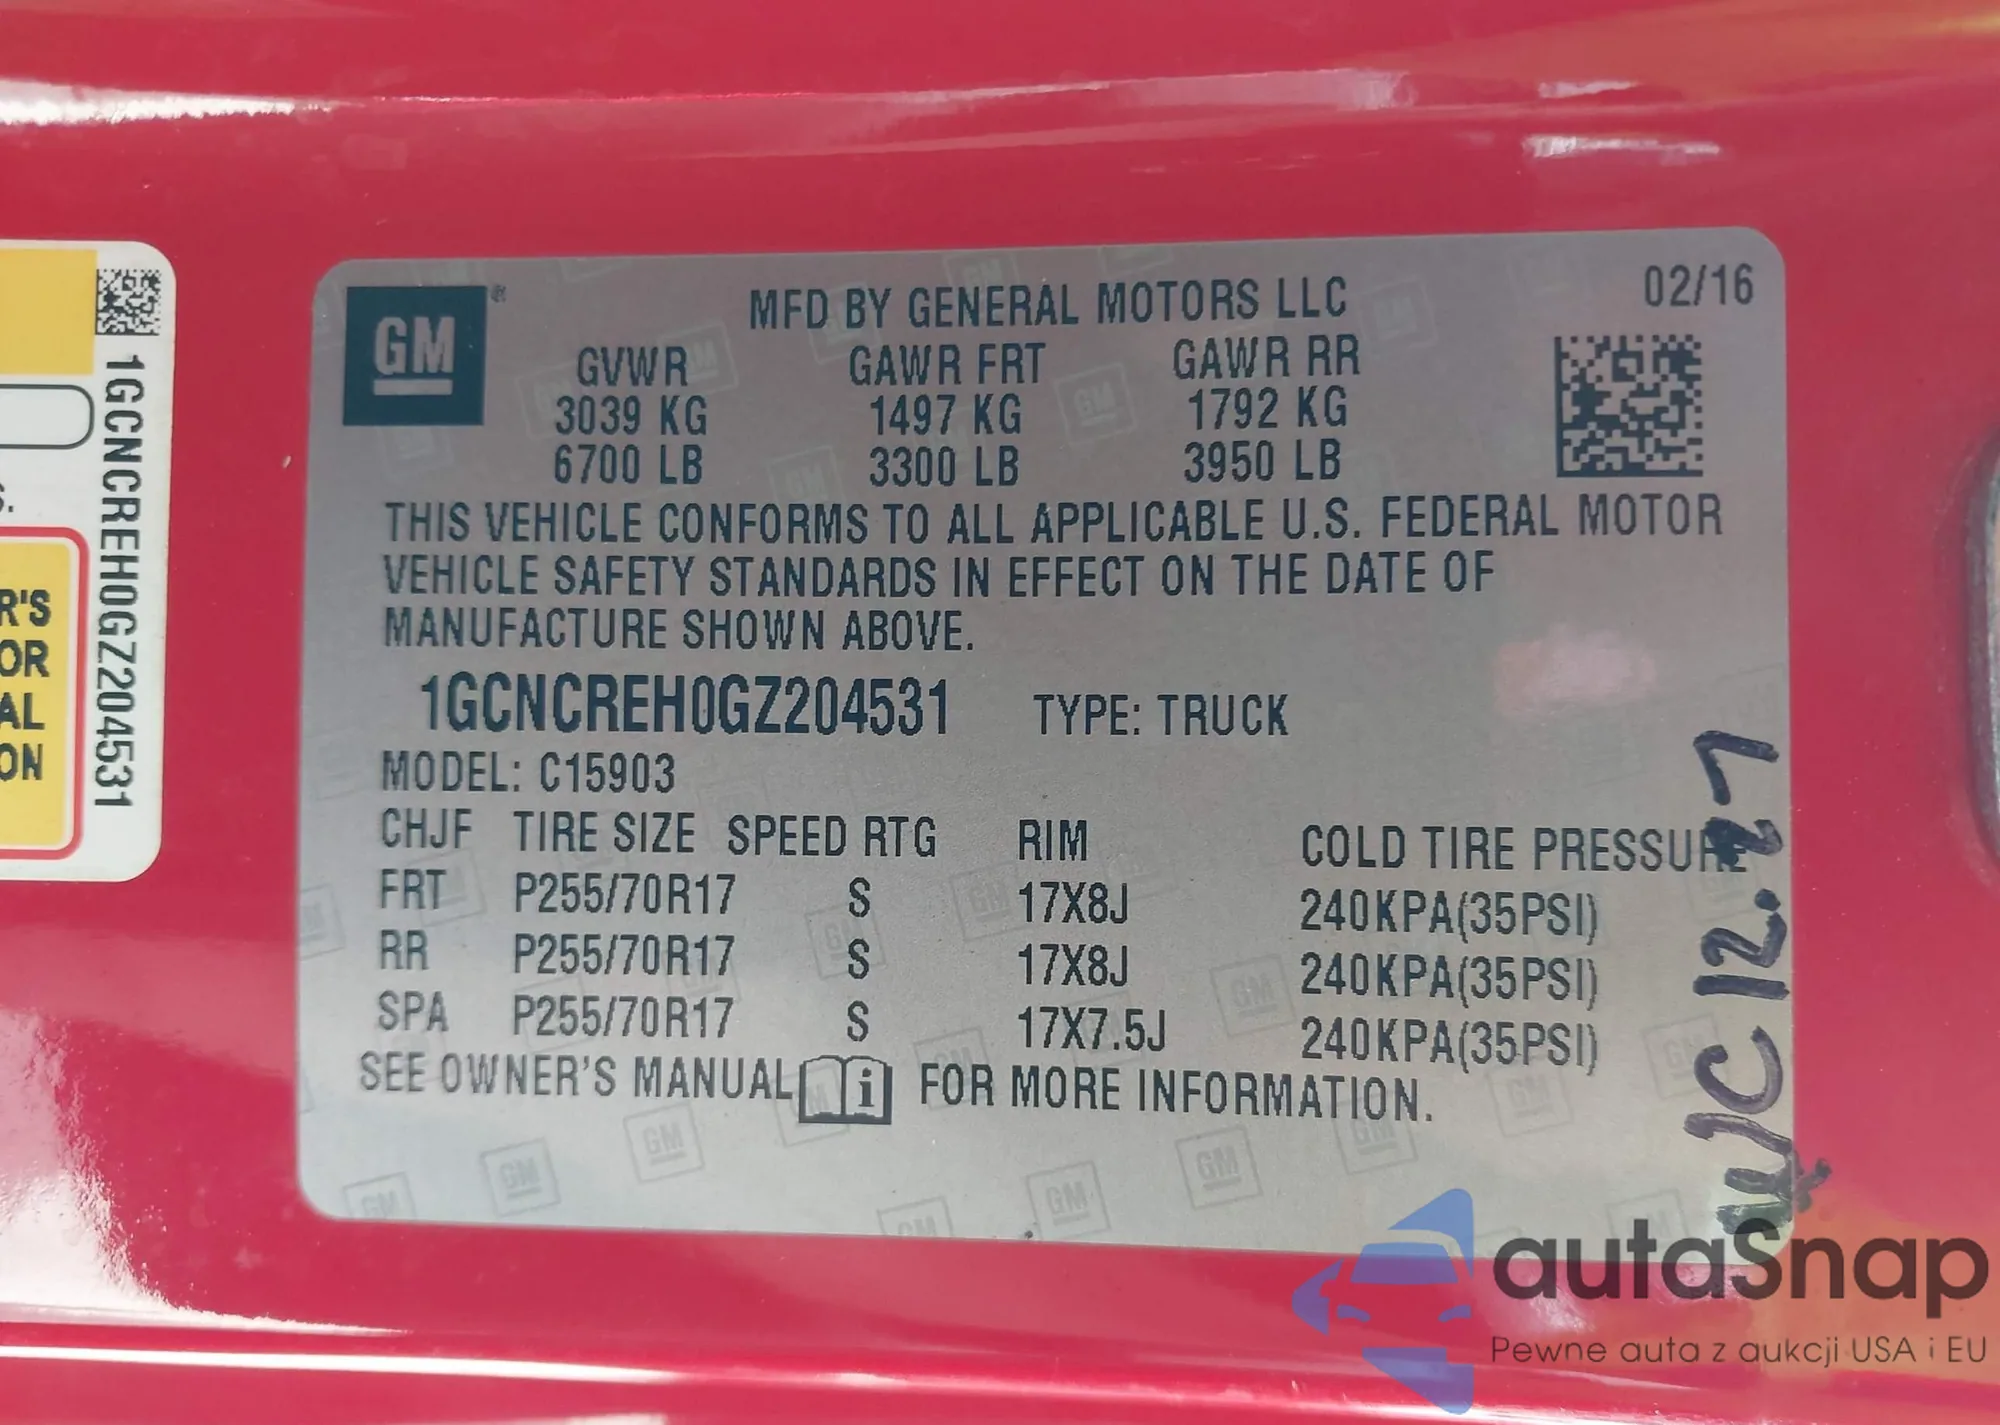 GM
MFD BY GENERAL MOTORS LLC
02/16
GVWR GAWR FRT GAWR RR
3039 KG 1497 KG 1792 KG
6700 LB 3300 LB 3950 LB
THIS VEHICLE CONFORMS TO ALL APPLICABLE U.S. FEDERAL MOTOR
VEHICLE SAFETY STANDARDS IN EFFECT ON THE DATE OF
MANUFACTURE SHOWN ABOVE.
1GCNCREH0GZ204531 TYPE: TRUCK
MODEL: C15903
CHJF TIRE SIZE SPEED RTG RIM COLD TIRE PRESSURE
FRT P255/70R17 S 17X8J 240KPA(35PSI)
RR P255/70R17 S 17X8J 240KPA(35PSI)
SPA P255/70R17 S 17X7.5J 240KPA(35PSI)
SEE OWNER'S MANUAL i FOR MORE INFORMATION.
1GCNCREH0GZ204531
R'S
OR
AL
ON
autaSnap
Pewne auta z aukcji USA i EU